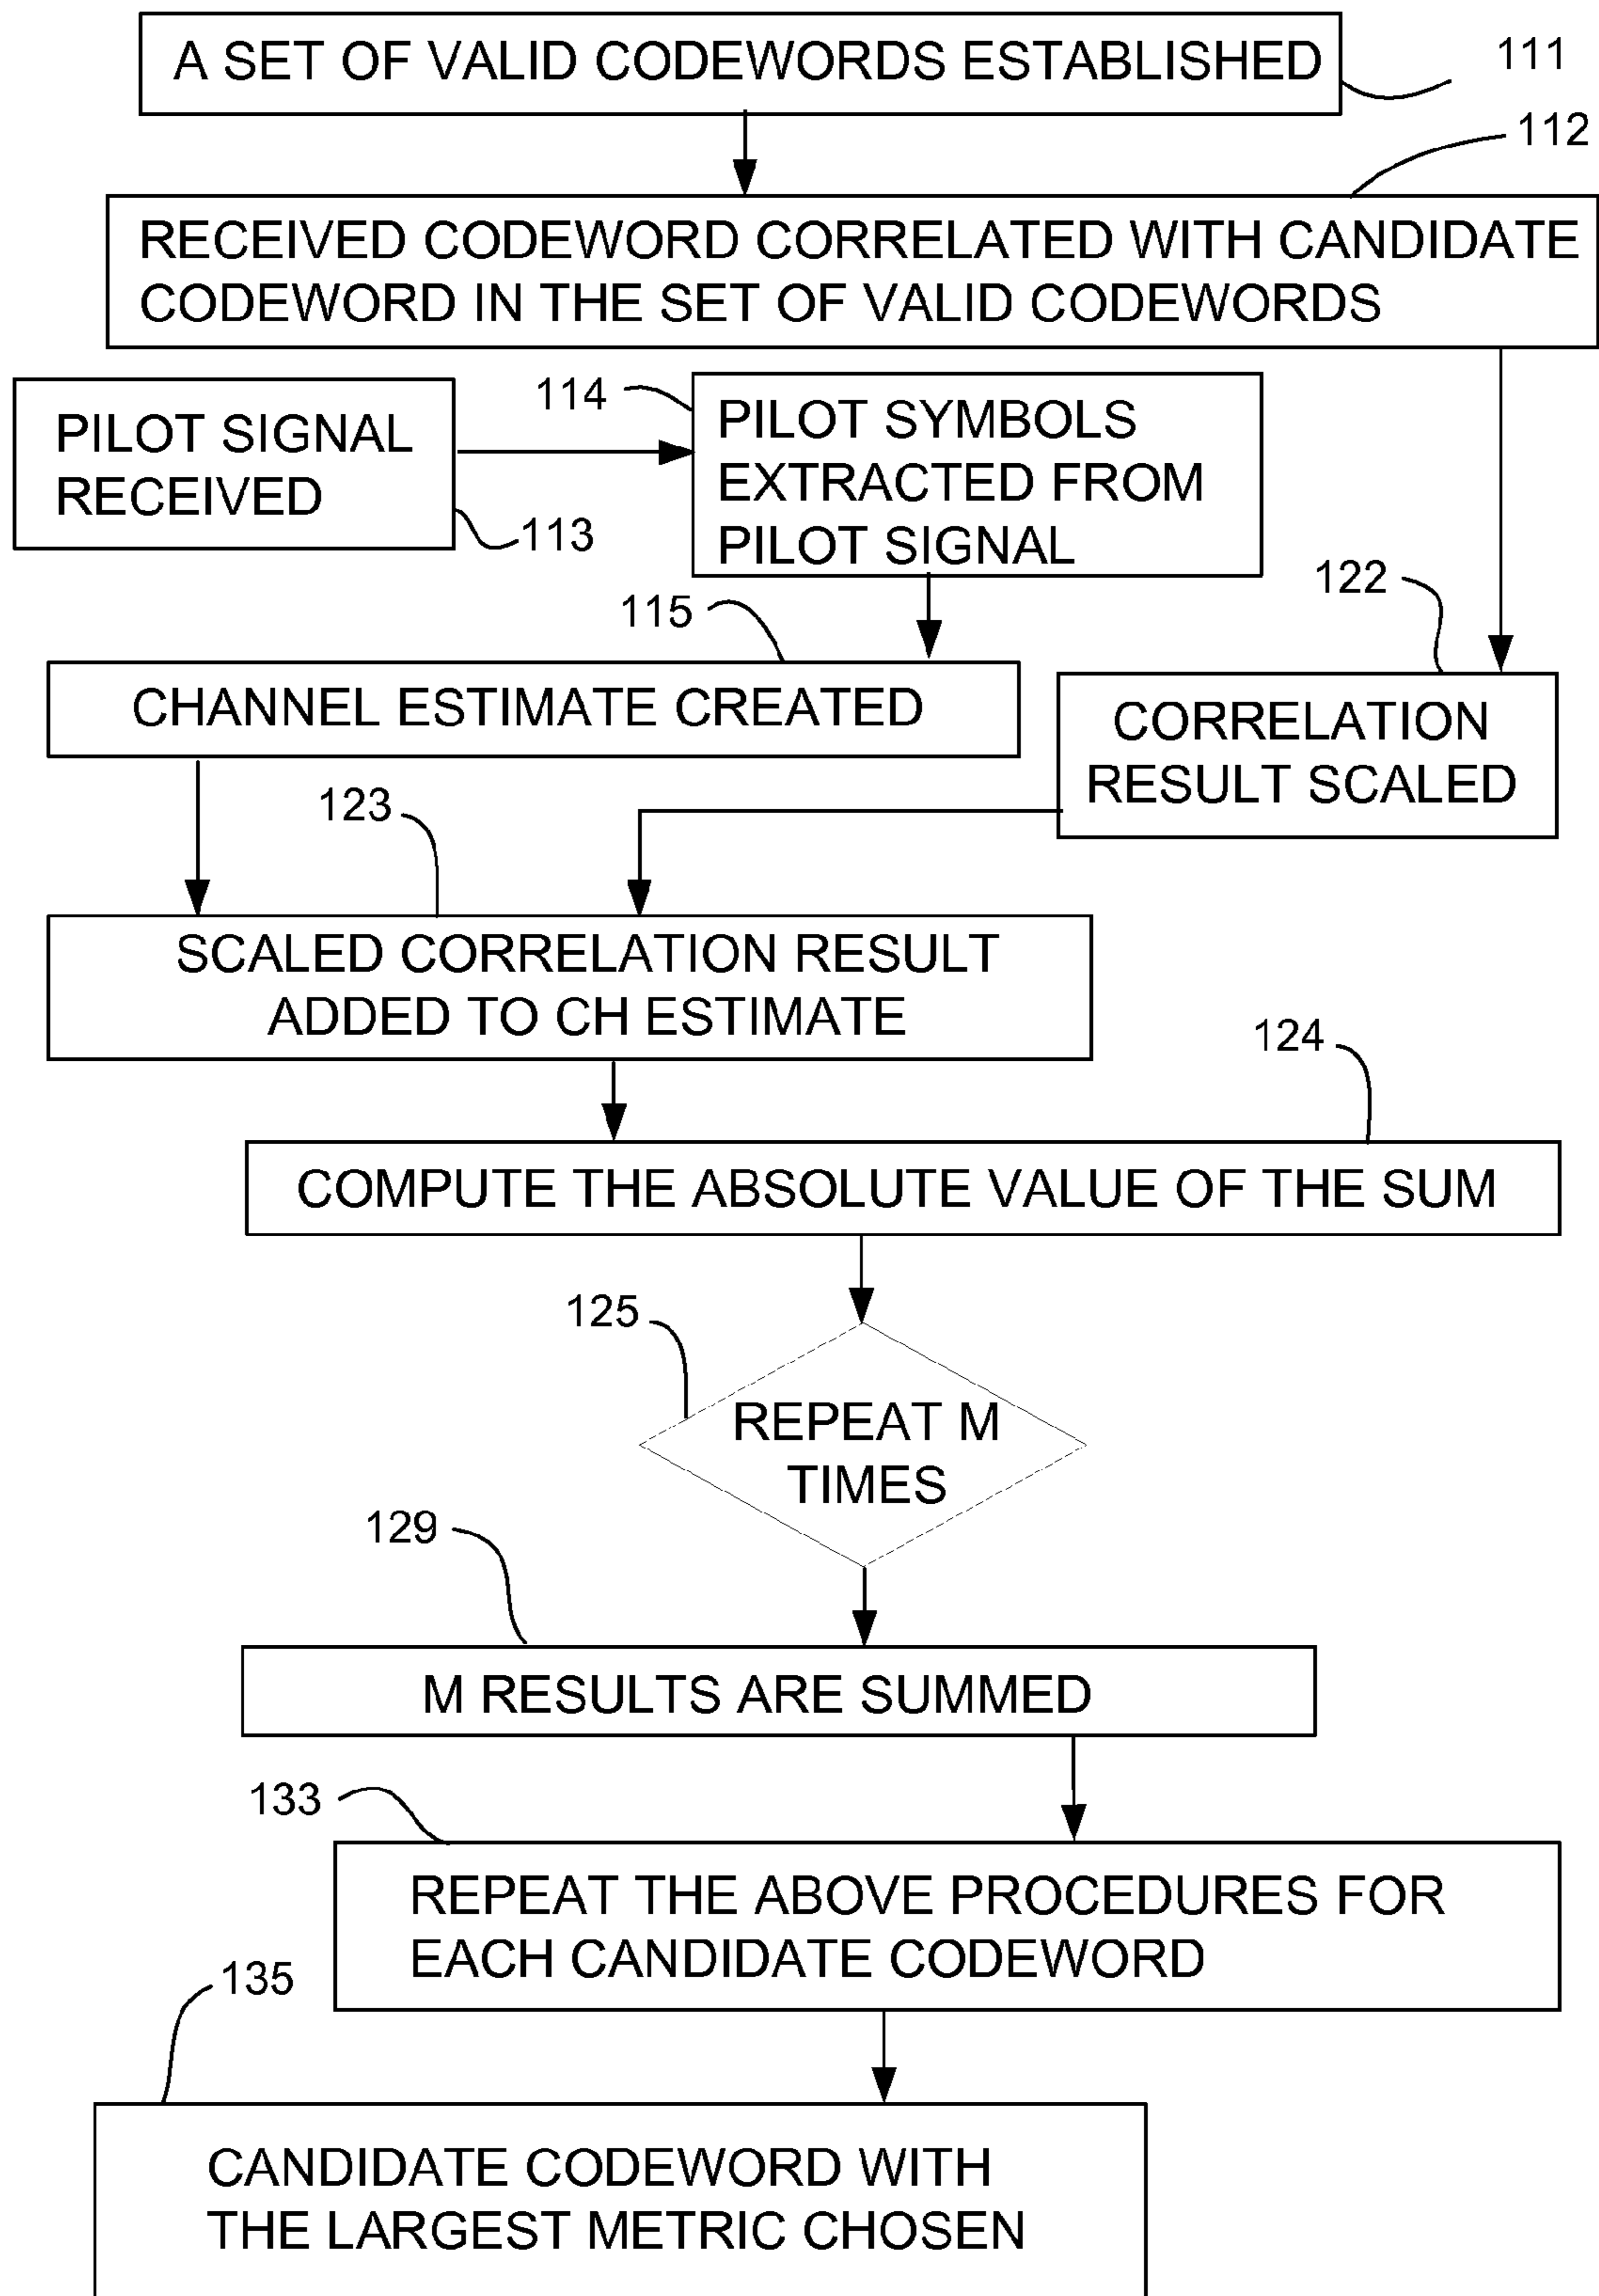 A SET OF VALID CODEWORDS ESTABLISHED
111
112
RECEIVED CODEWORD CORRELATED WITH CANDIDATE
CODEWORD IN THE SET OF VALID CODEWORDS
PILOT SIGNAL
RECEIVED
113
114
PILOT SYMBOLS
EXTRACTED FROM
PILOT SIGNAL
115
122
CHANNEL ESTIMATE CREATED
CORRELATION
RESULT SCALED
123
SCALED CORRELATION RESULT
ADDED TO CH ESTIMATE
124
COMPUTE THE ABSOLUTE VALUE OF THE SUM
125
REPEAT M
TIMES
129
M RESULTS ARE SUMMED
133
REPEAT THE ABOVE PROCEDURES FOR
EACH CANDIDATE CODEWORD
135
CANDIDATE CODEWORD WITH
THE LARGEST METRIC CHOSEN